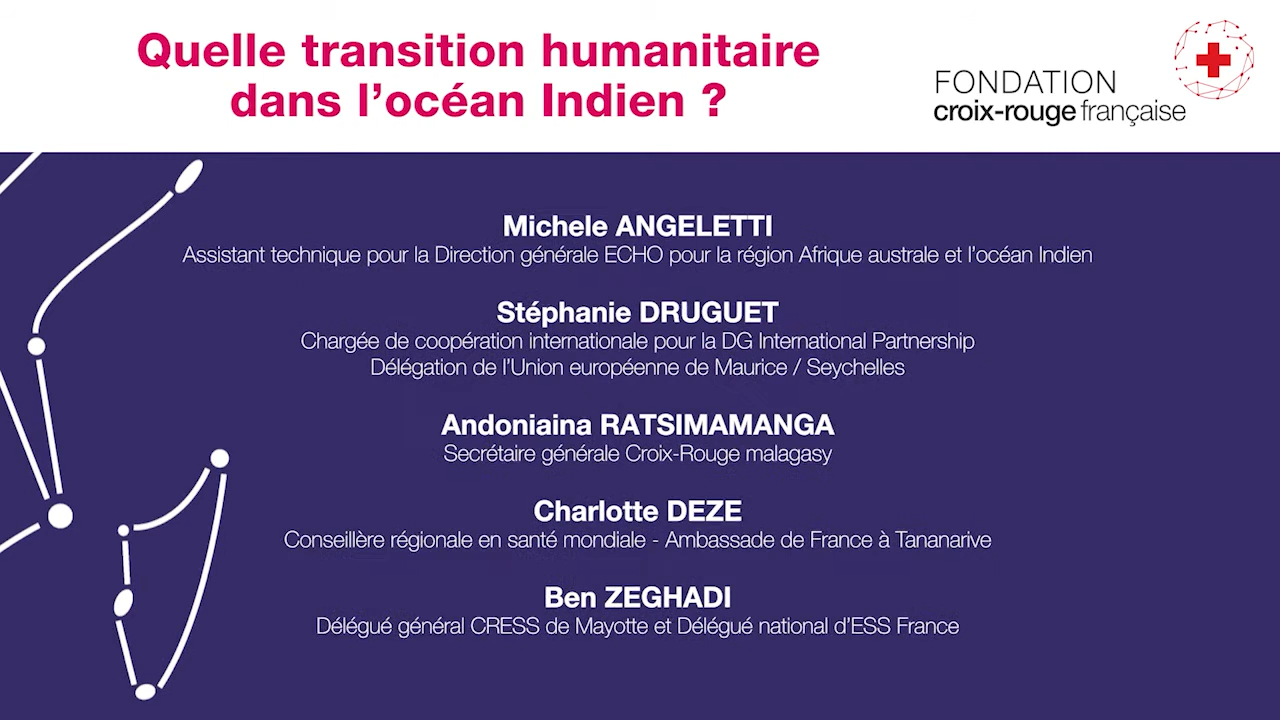 Quelle transition humanitaire
dans l’océan Indien ?
FONDATION
croix-rouge française
Michele ANGELETTI
Assistant technique pour la Direction générale ECHO pour la région Afrique australe et l’océan Indien
Stéphanie DRUGUET
Chargée de coopération internationale pour la DG International Partnership
Délégation de l’Union européenne de Maurice / Seychelles
Andoniaina RATSIMAMANGA
Secrétaire générale Croix-Rouge malagasy
Charlotte DEZE
Conseillère régionale en santé mondiale - Ambassade de France à Tananarive
Ben ZEGHADI
Délégué général CRESS de Mayotte et Délégué national d’ESS France